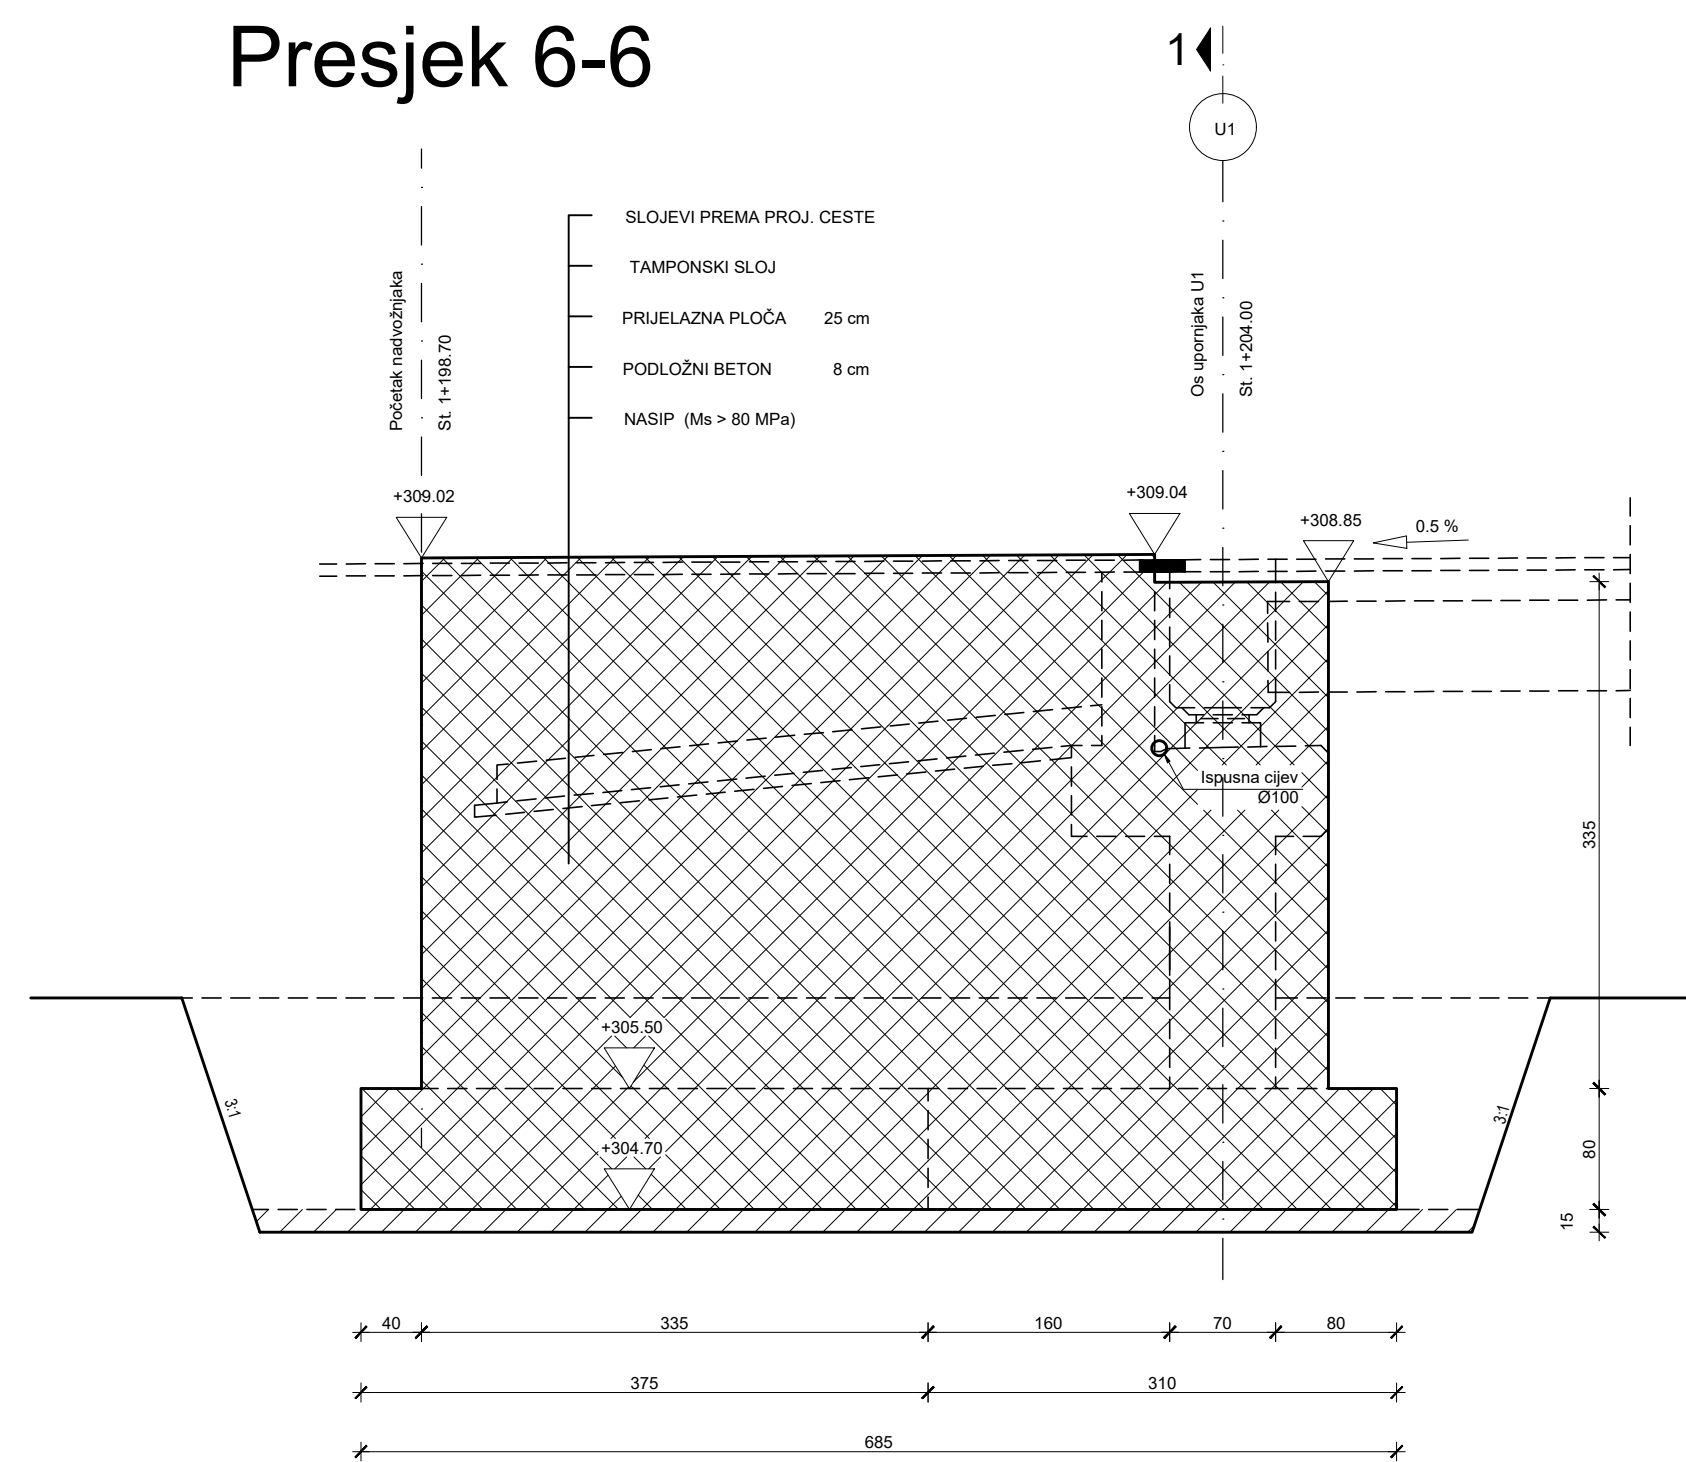 Presjek 6-6
1
U1
SLOJEVI PREMA PROJ. CESTE
TAMPONSKI SLOJ
PRIJELAZNA PLOČA 25 cm
PODLOŽNI BETON 8 cm
NASIP (Ms > 80 MPa)
Početak nadvožnjaka
St. 1+198.70
Os upornjaka U1
St. 1+204.00
+309.02
+309.04
+308.85
0.5 %
Ispusna cijev
Ø100
335
+305.50
3:1
3:1
+304.70
80
15
40
335
160
70
80
375
310
685